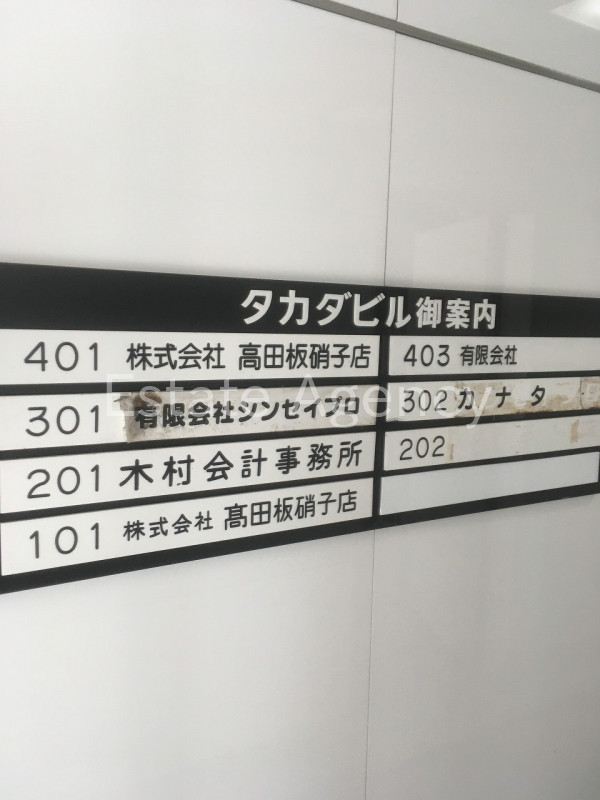 タカダビル御案内
401 株式会社 高田板硝子店
403 有限会社
301 有限会社シンセイプロ
302 カナタ
201 木村会計事務所
202
101 株式会社 髙田板硝子店
Estate Agency